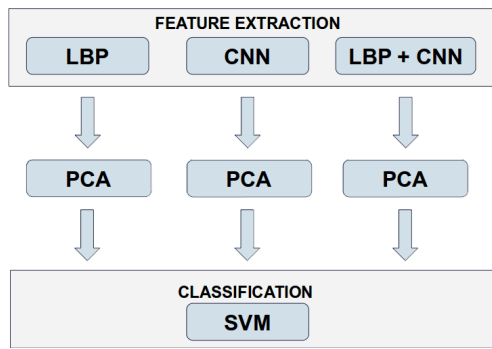 FEATURE EXTRACTION
LBP CNN LBP + CNN
PCA PCA PCA
CLASSIFICATION
SVM